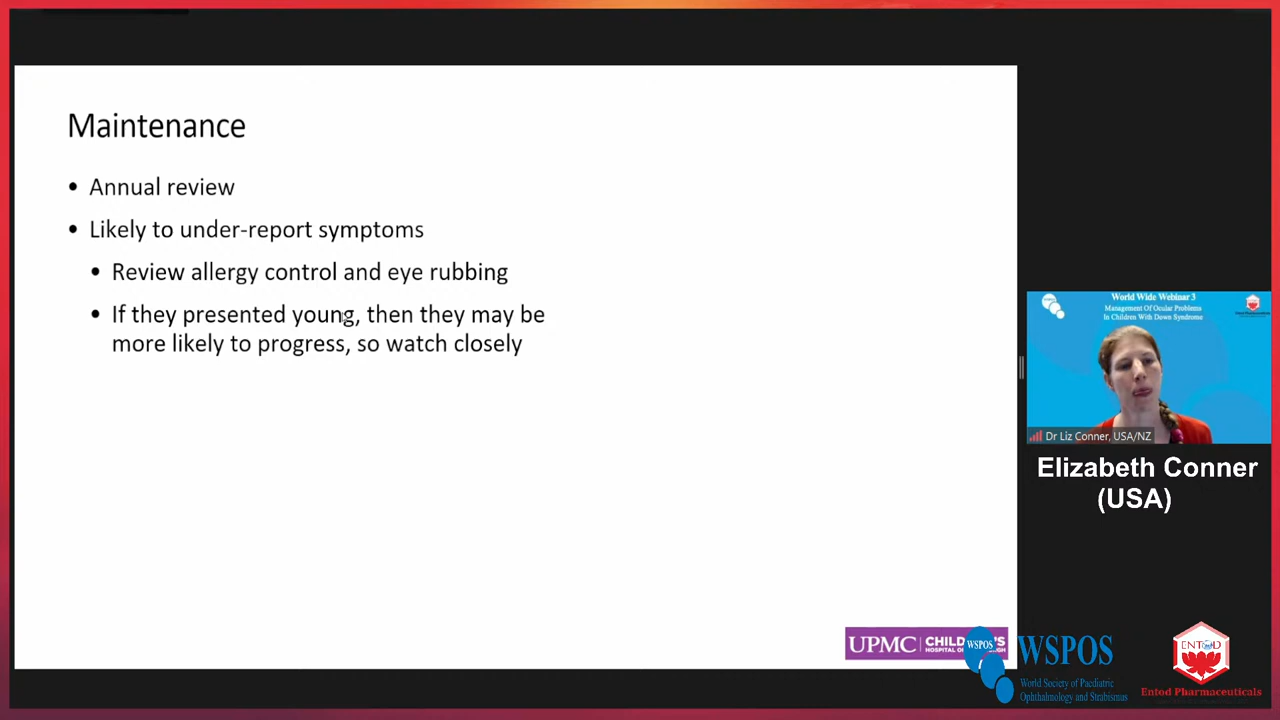 Maintenance
• Annual review
• Likely to under-report symptoms
• Review allergy control and eye rubbing
• If they presented young, then they may be
more likely to progress, so watch closely
World Wide Webinar 3
Management Of Ocular Problems
In Children With Down Syndrome
Dr Liz Conner, USA/NZ
Elizabeth Conner
(USA)
UPMC
WSPOS
WSPOS
World Society of Paediatric
Ophthalmology and Strabismus
ENTOD
Entod Pharmaceuticals